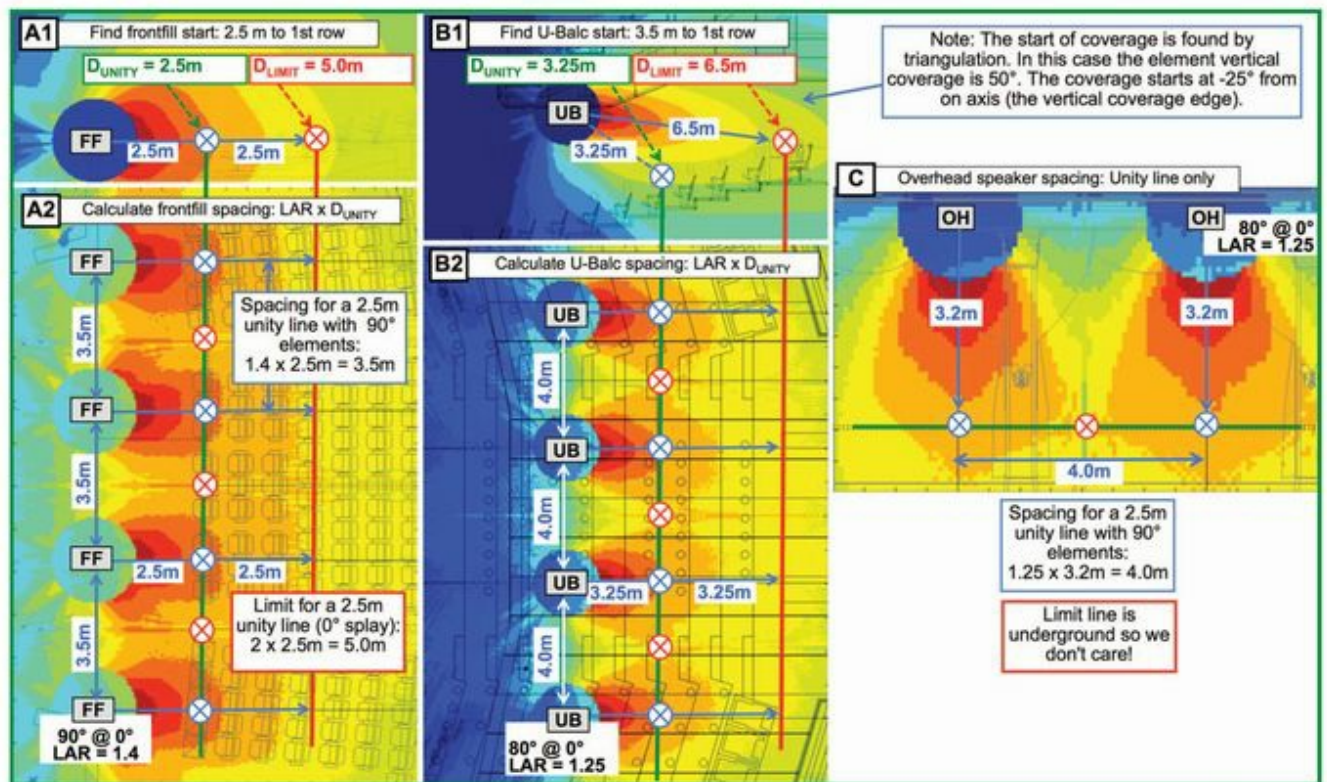 A1 Find frontfill start: 2.5 m to 1st row
DUNITY = 2.5m DLIMIT = 5.0m
FF 2.5m 2.5m
A2 Calculate frontfill spacing: LAR x DUNITY
FF
3.5m
Spacing for a 2.5m
unity line with 90°
elements:
1.4 x 2.5m = 3.5m
FF
3.5m
FF 2.5m 2.5m
3.5m
Limit for a 2.5m
unity line (0° splay):
2 x 2.5m = 5.0m
FF
90° @ 0°
LAR = 1.4
B1 Find U-Balc start: 3.5 m to 1st row
DUNITY = 3.25m DLIMIT = 6.5m
UB
6.5m
3.25m
B2 Calculate U-Balc spacing: LAR x DUNITY
UB
4.0m
UB
4.0m
UB 3.25m 3.25m
4.0m
UB
80° @ 0°
LAR = 1.25
Note: The start of coverage is found by
triangulation. In this case the element vertical
coverage is 50°. The coverage starts at -25° from
on axis (the vertical coverage edge).
C Overhead speaker spacing: Unity line only
OH OH
80° @ 0°
LAR = 1.25
3.2m 3.2m
4.0m
Spacing for a 2.5m
unity line with 90°
elements:
1.25 x 3.2m = 4.0m
Limit line is
underground so we
don't care!